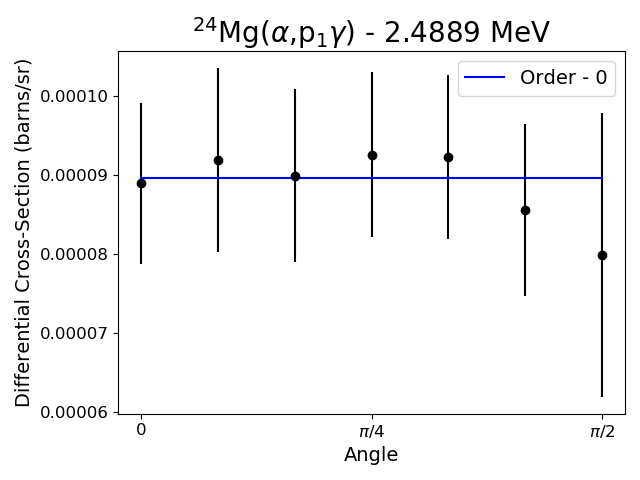 ²⁴Mg(α,p₁γ) - 2.4889 MeV
Order - 0
Differential Cross-Section (barns/sr)
0.00010
0.00009
0.00008
0.00007
0.00006
0 π/4 π/2
Angle